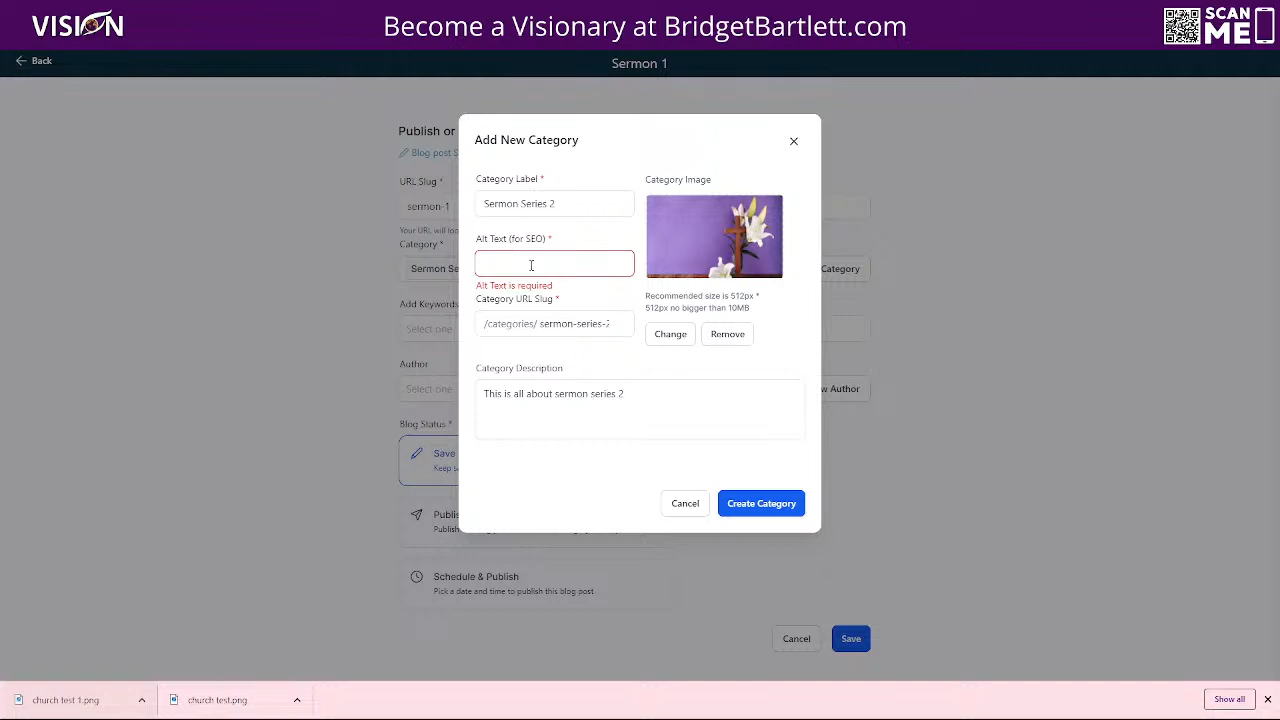 VISION
Become a Visionary at BridgetBartlett.com
SCAN
ME
Back
Sermon 1
Publish or
Blog post S
URL Slug *
sermon-1
Your URL will loo
Category *
Sermon Se
Category
Add Keywords
Select one
Author
Select one
w Author
Blog Status *
Save
Keep s
Publi
Publish
Schedule & Publish
Pick a date and time to publish this blog post
Cancel
Save
Add New Category
Category Label *
Sermon Series 2
Alt Text (for SEO) *
Alt Text is required
Category URL Slug *
/categories/ sermon-series-2
Category Image
Recommended size is 512px *
512px no bigger than 10MB
Change
Remove
Category Description
This is all about sermon series 2
Cancel
Create Category
church test 1.png
church test.png
Show all